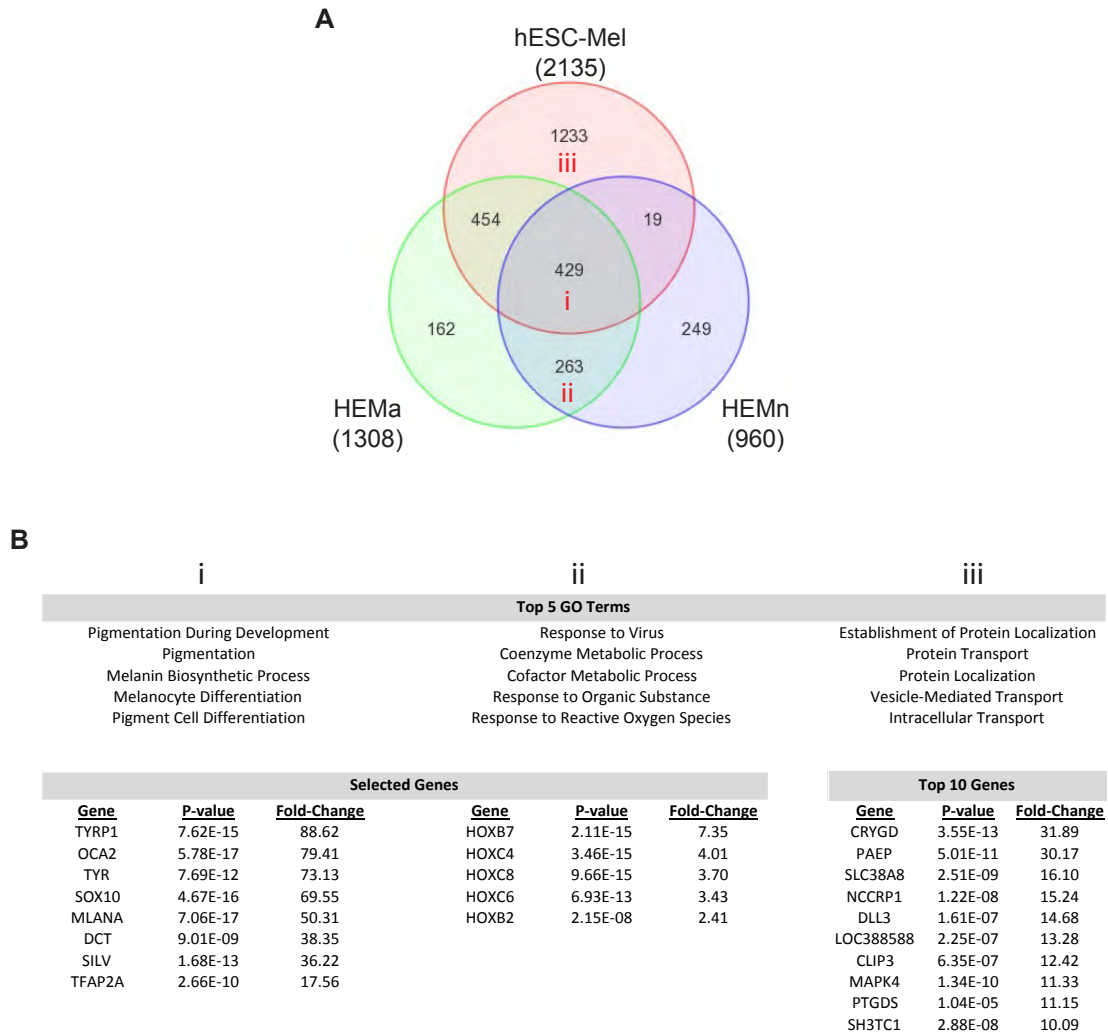 A
hESC-Mel
(2135)
1233
iii
454
19
429
i
162
249
263
ii
HEMa
(1308)
HEMn
(960)
B
i ii iii
Top 5 GO Terms
Pigmentation During Development Response to Virus Establishment of Protein Localization
Pigmentation Coenzyme Metabolic Process Protein Transport
Melanin Biosynthetic Process Cofactor Metabolic Process Protein Localization
Melanocyte Differentiation Response to Organic Substance Vesicle-Mediated Transport
Pigment Cell Differentiation Response to Reactive Oxygen Species Intracellular Transport
Selected Genes Top 10 Genes
Gene P-value Fold-Change Gene P-value Fold-Change Gene P-value Fold-Change
TYRP1 7.62E-15 88.62 HOXB7 2.11E-15 7.35 CRYGD 3.55E-13 31.89
OCA2 5.78E-17 79.41 HOXC4 3.46E-15 4.01 PAEP 5.01E-11 30.17
TYR 7.69E-12 73.13 HOXC8 9.66E-15 3.70 SLC38A8 2.51E-09 16.10
SOX10 4.67E-16 69.55 HOXC6 6.93E-13 3.43 NCCRP1 1.22E-08 15.24
MLANA 7.06E-17 50.31 HOXB2 2.15E-08 2.41 DLL3 1.61E-07 14.68
DCT 9.01E-09 38.35 LOC388588 2.25E-07 13.28
SILV 1.68E-13 36.22 CLIP3 6.35E-07 12.42
TFAP2A 2.66E-10 17.56 MAPK4 1.34E-10 11.33
PTGDS 1.04E-05 11.15
SH3TC1 2.88E-08 10.09